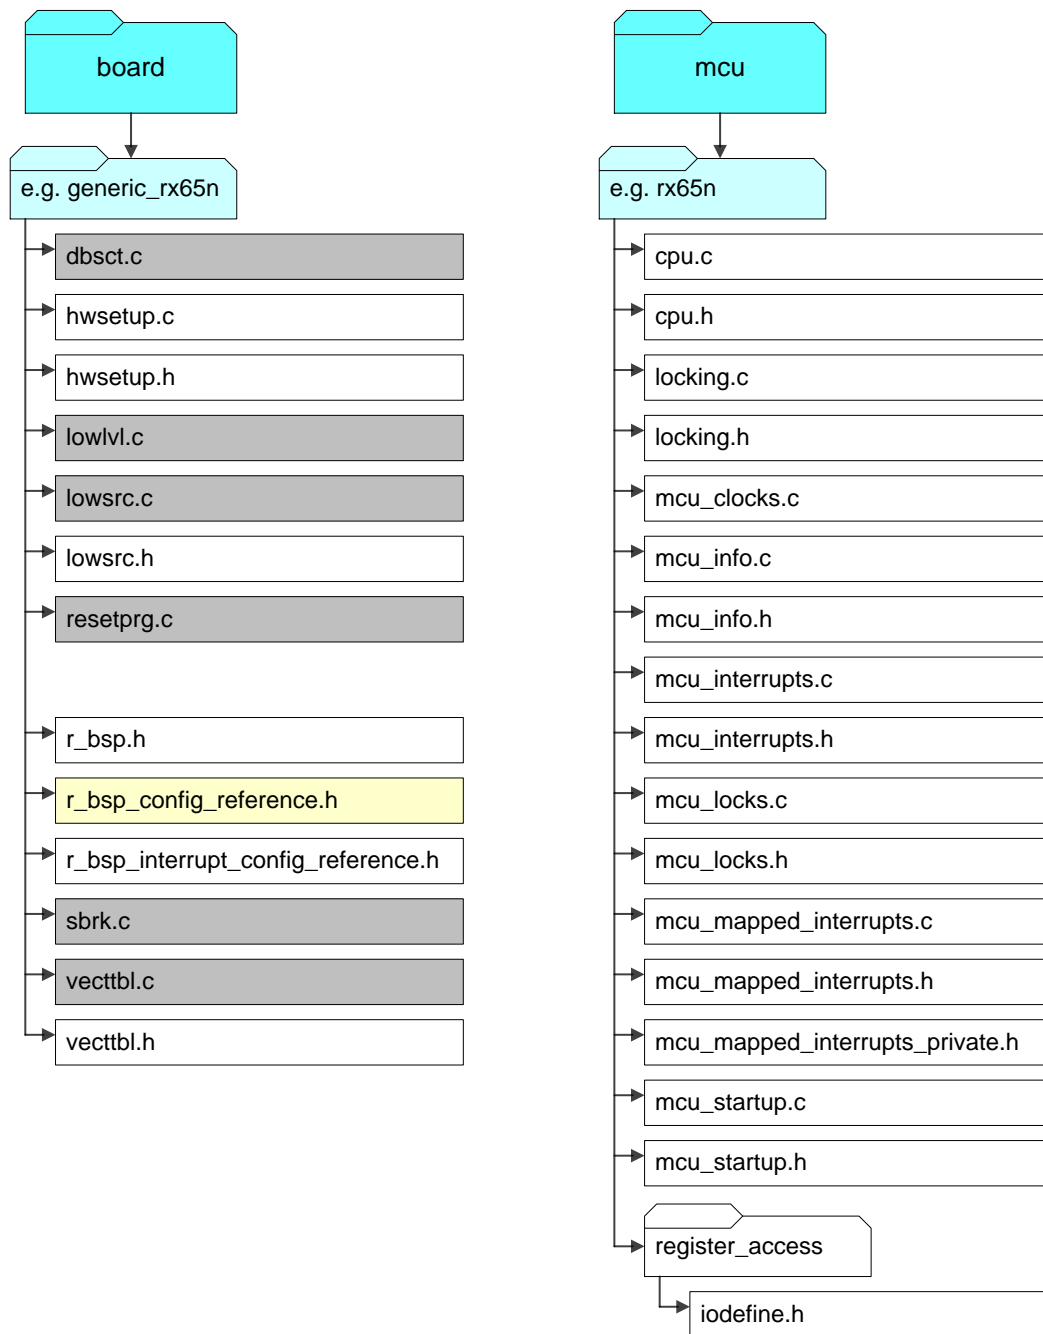 board
e.g. generic_rx65n
dbsct.c
hwsetup.c
hwsetup.h
lowlvl.c
lowsrc.c
lowsrc.h
resetprg.c
r_bsp.h
r_bsp_config_reference.h
r_bsp_interrupt_config_reference.h
sbrk.c
vecttbl.c
vecttbl.h
mcu
e.g. rx65n
cpu.c
cpu.h
locking.c
locking.h
mcu_clocks.c
mcu_info.c
mcu_info.h
mcu_interrupts.c
mcu_interrupts.h
mcu_locks.c
mcu_locks.h
mcu_mapped_interrupts.c
mcu_mapped_interrupts.h
mcu_mapped_interrupts_private.h
mcu_startup.c
mcu_startup.h
register_access
iodefine.h